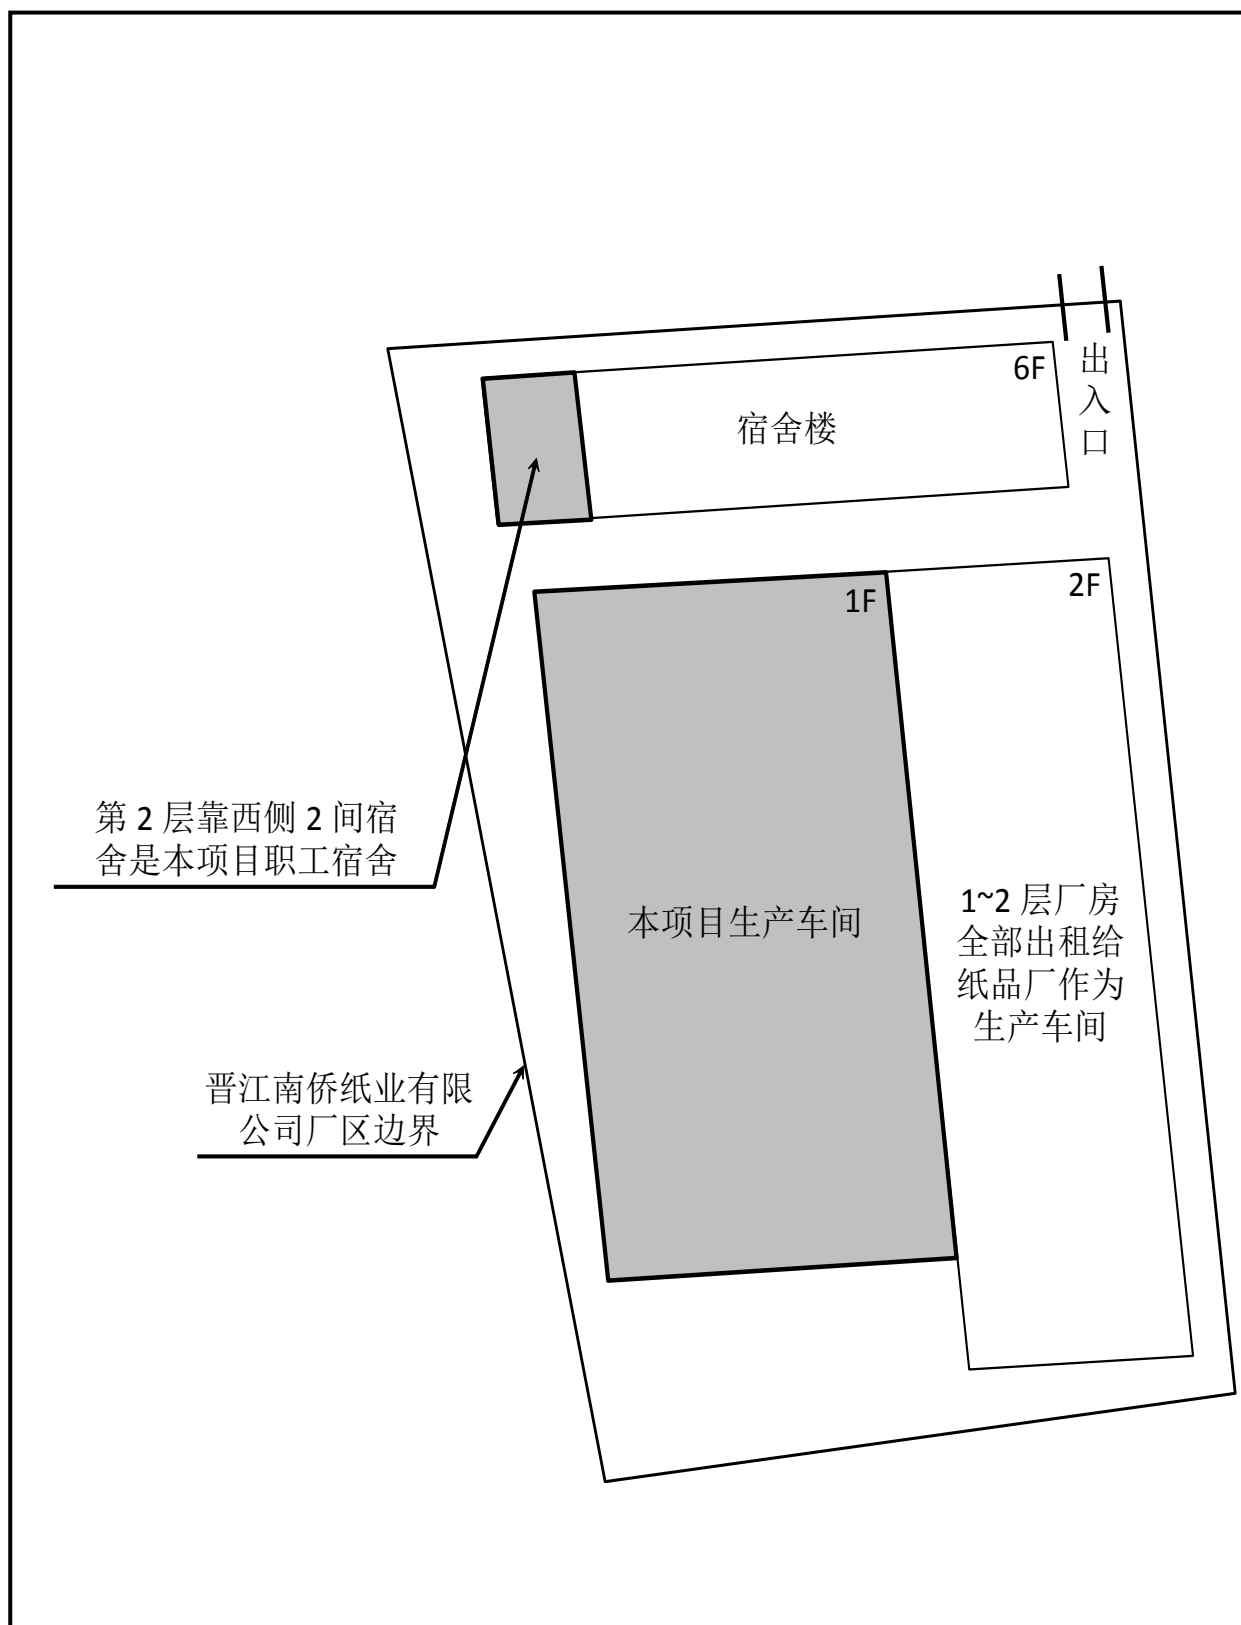 6F
出
入
口
宿舍楼
1F
2F
第 2 层靠西侧 2 间宿
舍是本项目职工宿舍
本项目生产车间
1~2 层厂房
全部出租给
纸品厂作为
生产车间
晋江南侨纸业有限
公司厂区边界